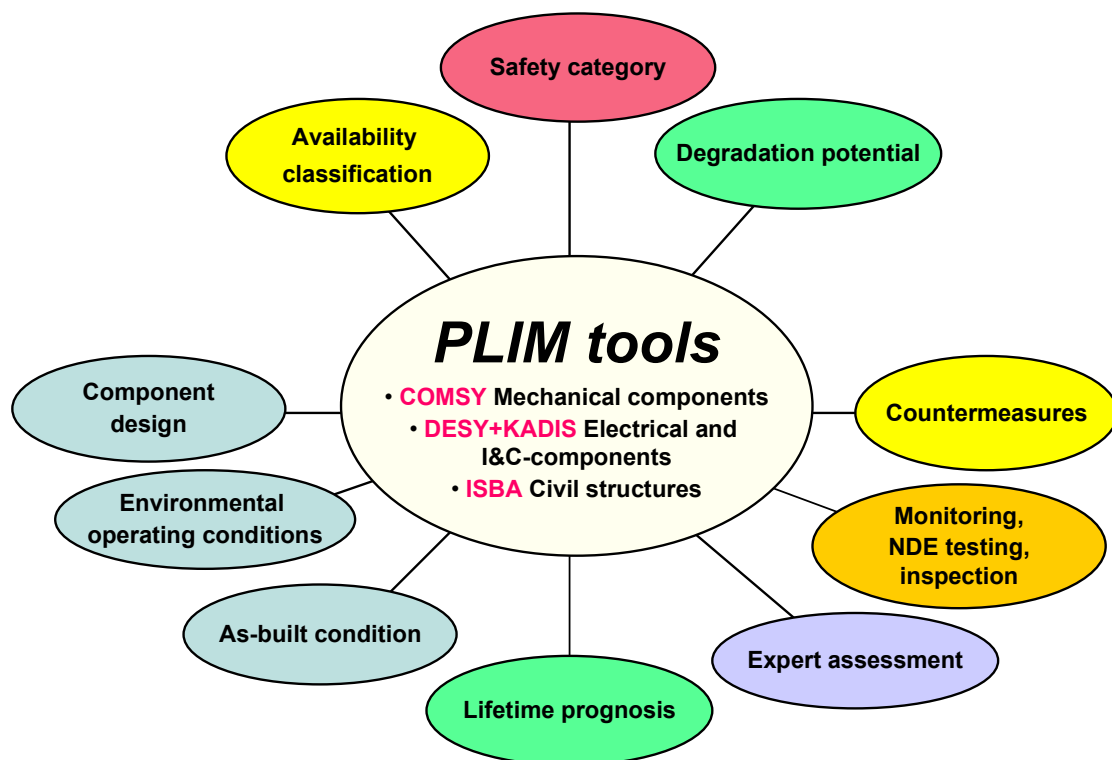 Safety category
Availability
classification
Degradation potential
PLIM tools
• COMSY Mechanical components
• DESY+KADIS Electrical and
I&C-components
• ISBA Civil structures
Component
design
Countermeasures
Environmental
operating conditions
Monitoring,
NDE testing,
inspection
As-built condition
Expert assessment
Lifetime prognosis